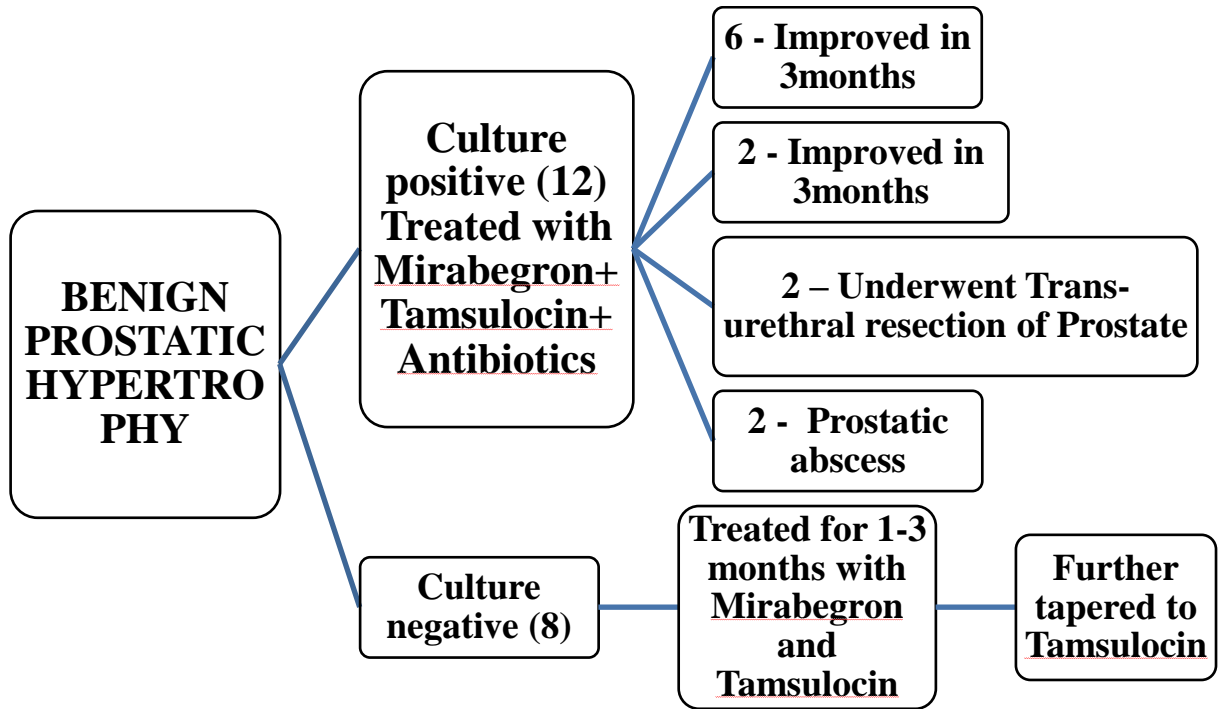 BENIGN
PROSTATIC
HYPERTRO
PHY
Culture
positive (12)
Treated with
Mirabegron+
Tamsulocin+
Antibiotics
6 - Improved in
3months
2 - Improved in
3months
2 – Underwent Trans-
urethral resection of Prostate
2 - Prostatic
abscess
Culture
negative (8)
Treated for 1-3
months with
Mirabegron
and
Tamsulocin
Further
tapered to
Tamsulocin